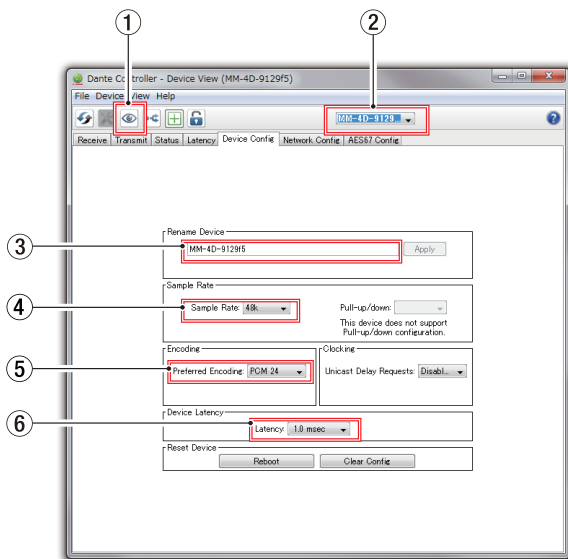 1
2
Dante Controller - Device View (MM-4D-9129f5)
File Device View Help
MM-4D-9129...
?
Receive Transmit Status Latency Device Config Network Config AES67 Config
Rename Device
3
MM-4D-9129f5
Apply
Sample Rate
4
Sample Rate: 48k
Pull-up/down:
This device does not support
Pull-up/down configuration.
Encoding
Clocking
5
Preferred Encoding: PCM 24
Unicast Delay Requests: Disabl...
Device Latency
6
Latency: 1.0 msec
Reset Device
Reboot
Clear Config